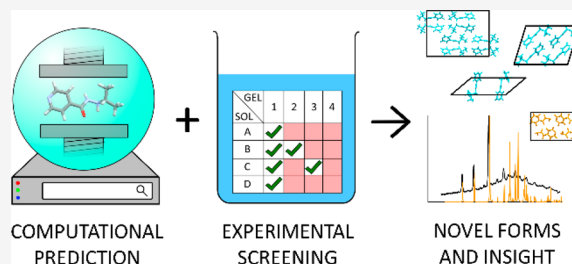 GEL 1 2 3 4
SOL
A
B
C
D
COMPUTATIONAL
PREDICTION
EXPERIMENTAL
SCREENING
NOVEL FORMS
AND INSIGHT